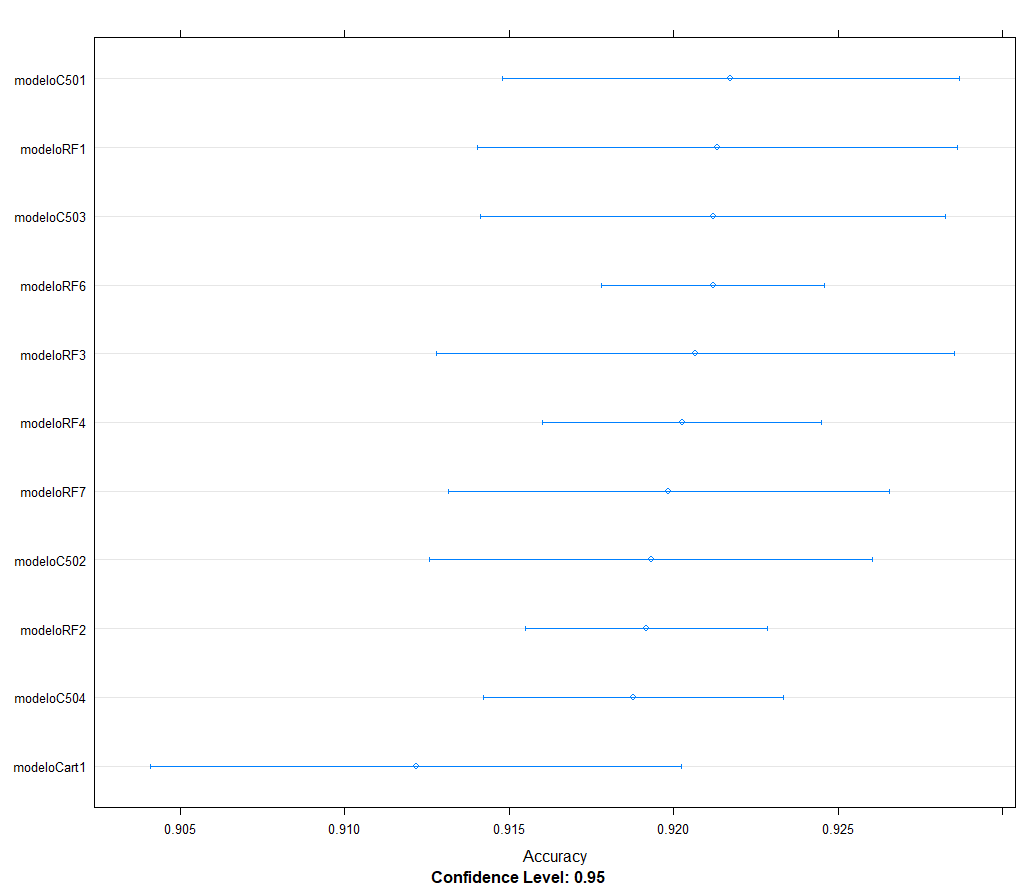 modeloC501
modeloRF1
modeloC503
modeloRF6
modeloRF3
modeloRF4
modeloRF7
modeloC502
modeloRF2
modeloC504
modeloCart1
0.905 0.910 0.915 0.920 0.925
Accuracy
Confidence Level: 0.95